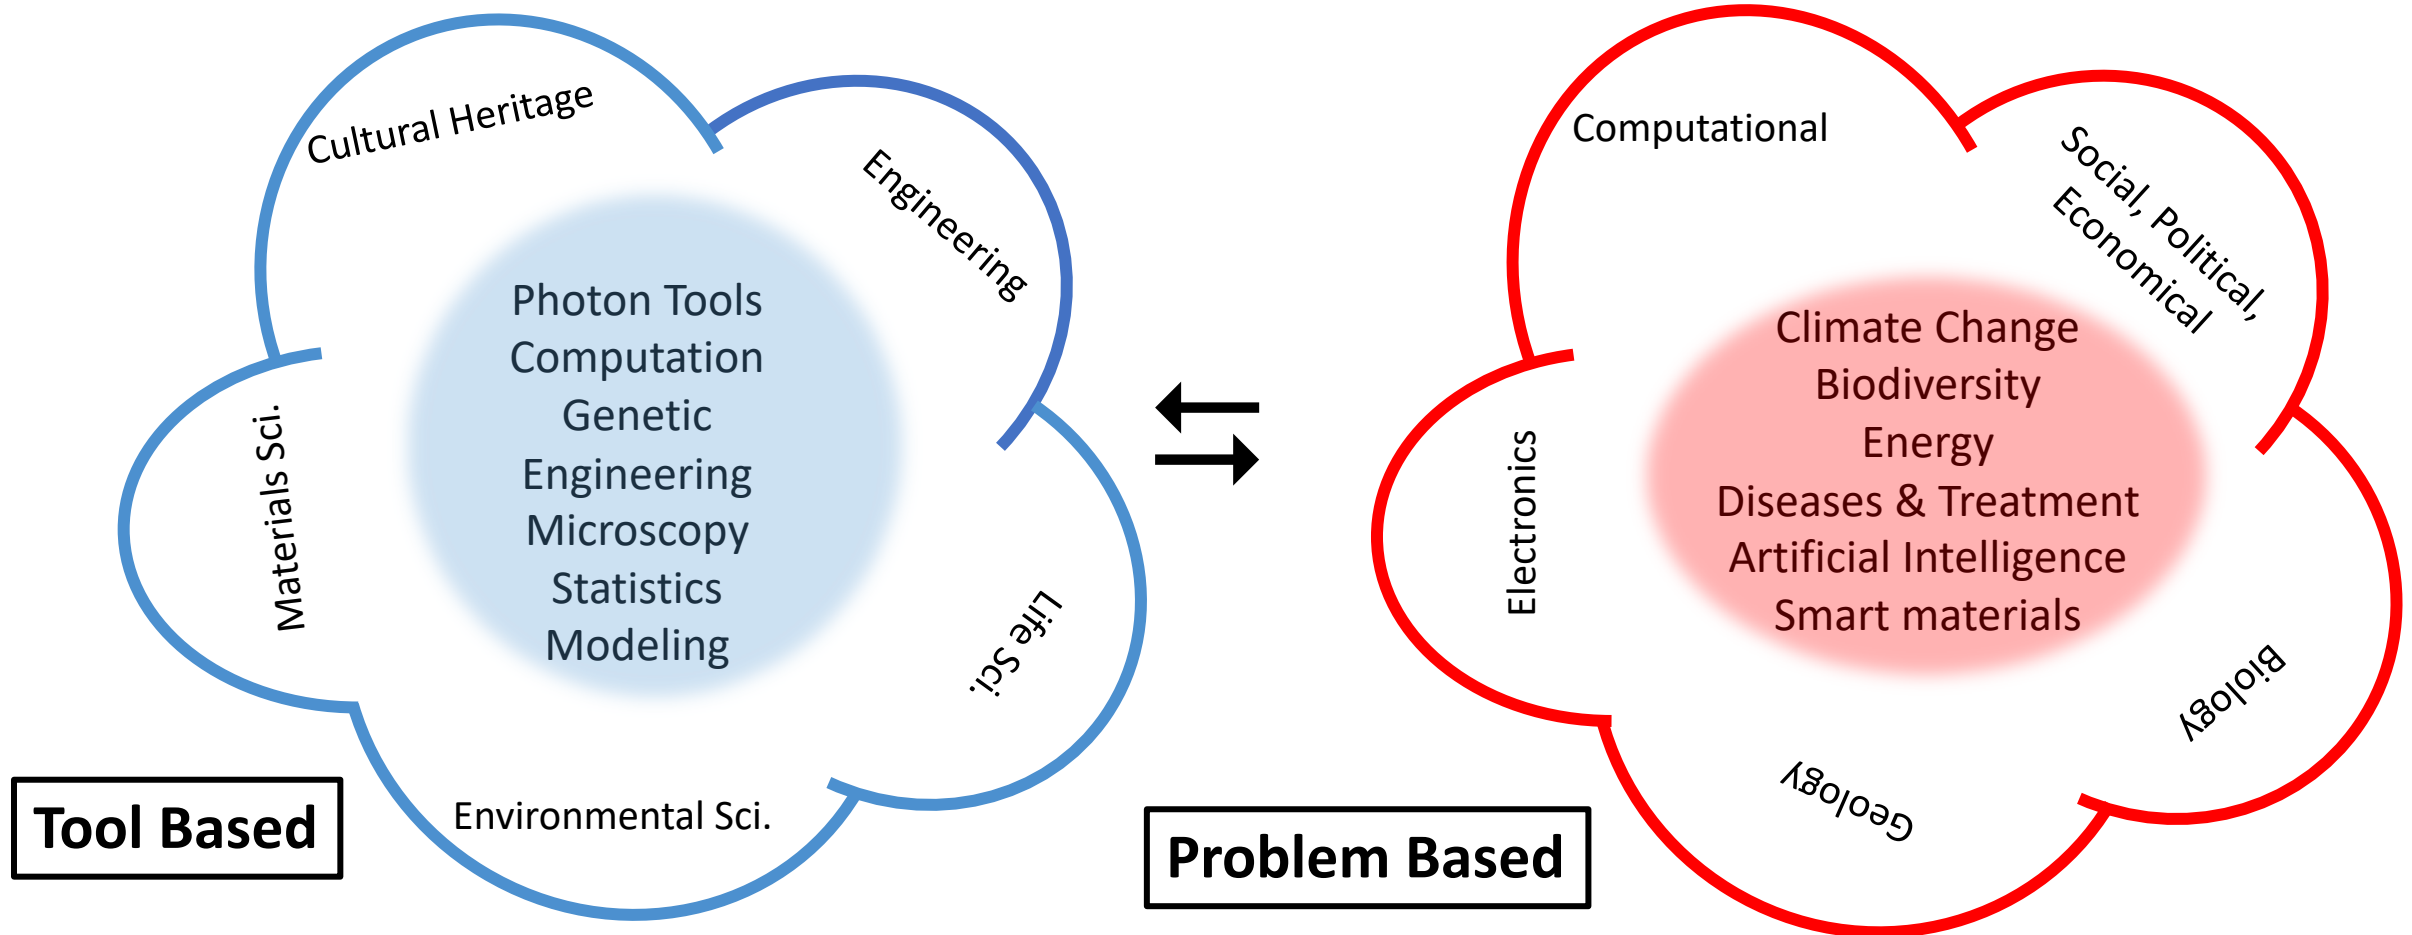 Cultural Heritage
Engineering
Photon Tools
Computation
Genetic
Engineering
Microscopy
Statistics
Modeling
Materials Sci.
Life Sci.
Environmental Sci.
Tool Based
Computational
Social, Political,
Economical
Climate Change
Biodiversity
Energy
Diseases & Treatment
Artificial Intelligence
Smart materials
Electronics
Biology
Geology
Problem Based